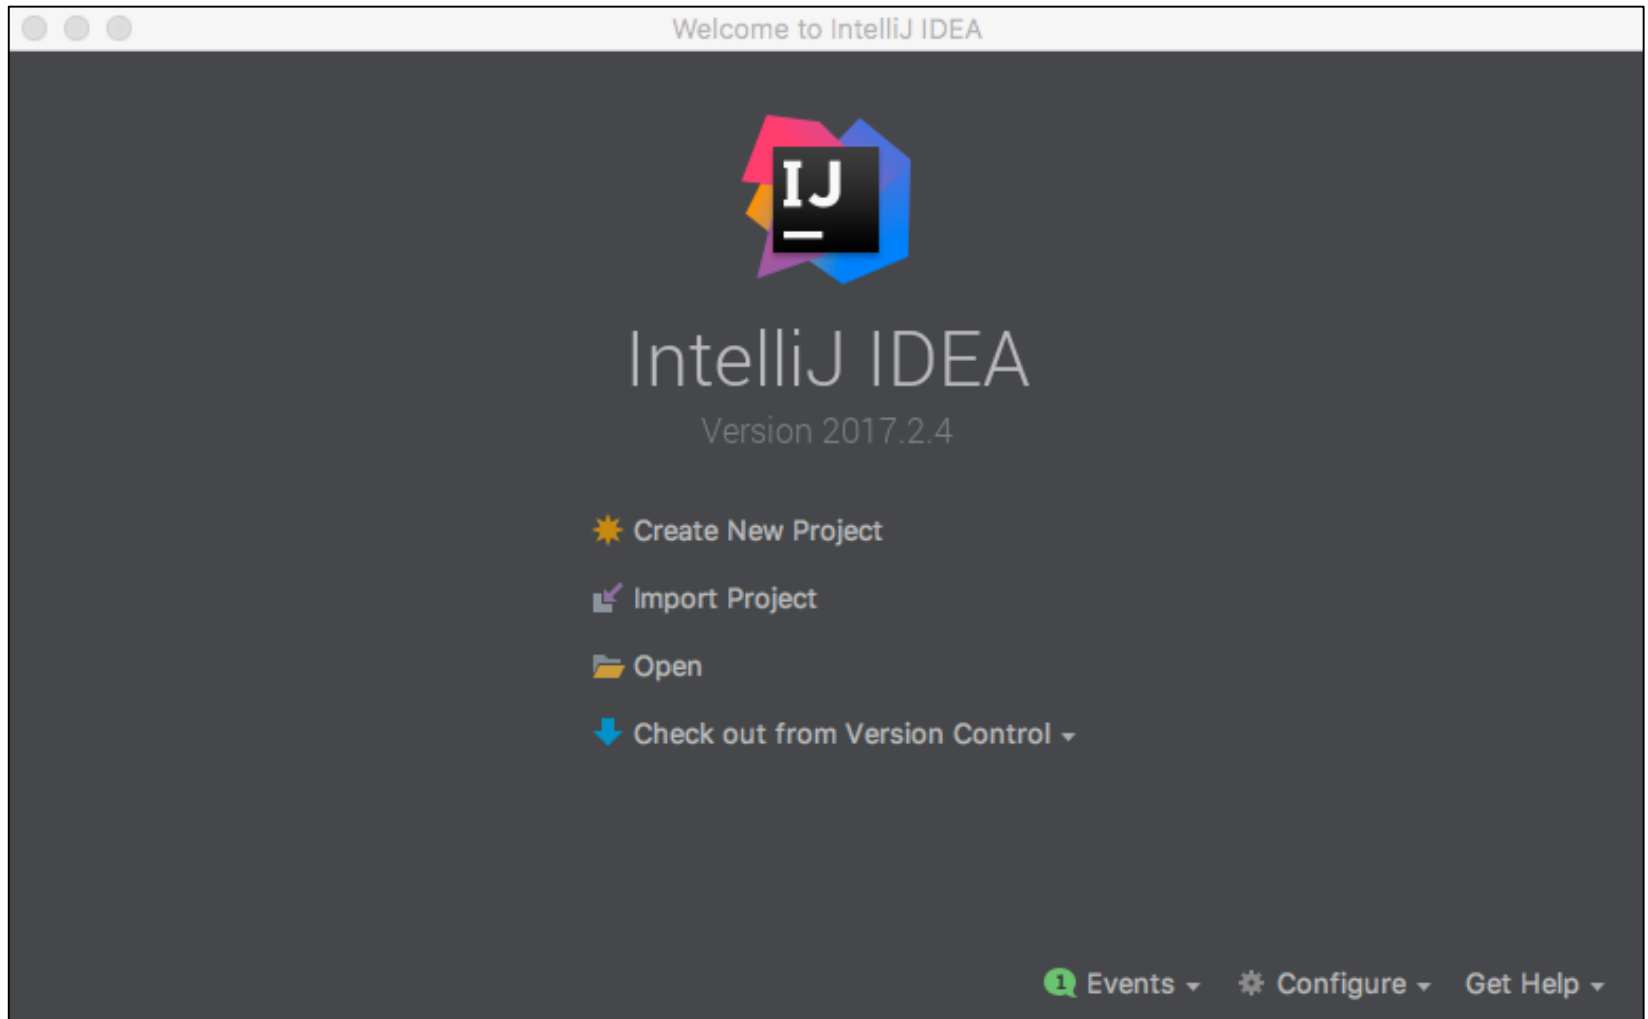 Welcome to IntelliJ IDEA
IJ
IntelliJ IDEA
Version 2017.2.4
Create New Project
Import Project
Open
Check out from Version Control
1 Events Configure Get Help